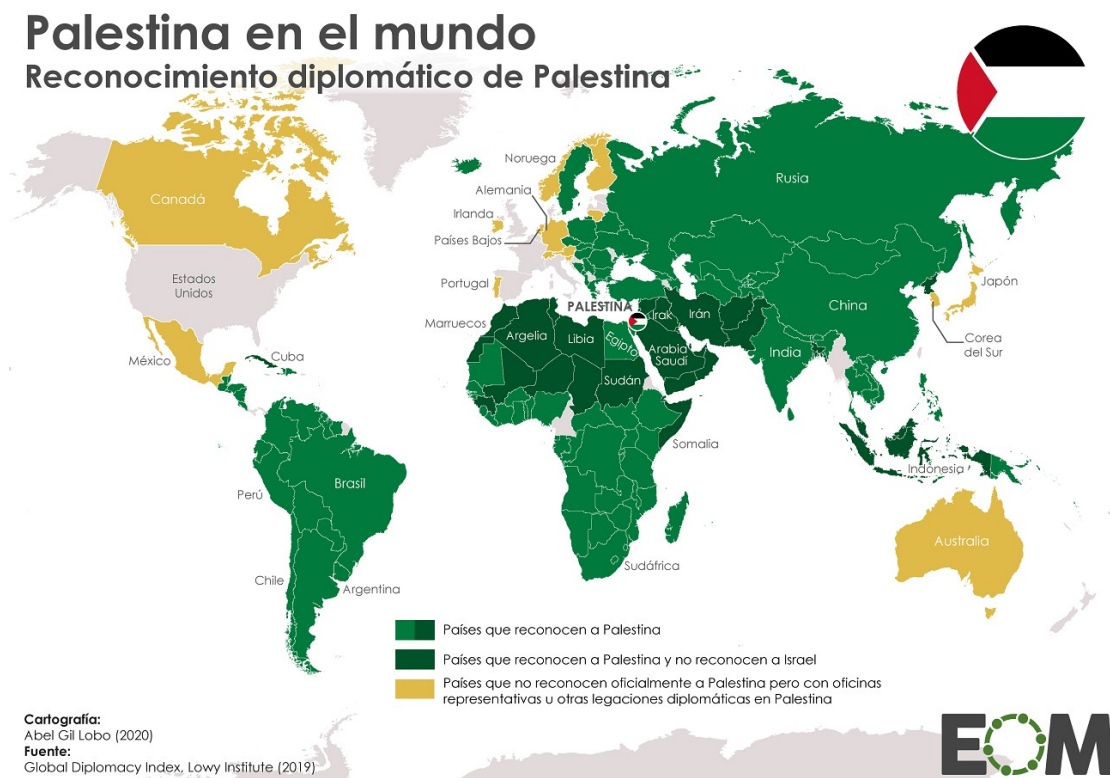 Palestina en el mundo
Reconocimiento diplomático de Palestina
Noruega
Rusia
Alemania
Canadá
Irlanda
Países Bajos
Estados
Unidos
Portugal
PALESTINA
Japón
Irak
Irán
China
Marruecos
Argelia
Libia
Egipto
Corea
del Sur
México
Cuba
Arabia
Saudí
India
Sudán
Somalia
Indonesia
Brasil
Perú
Australia
Sudáfrica
Chile
Argentina
Países que reconocen a Palestina
Países que reconocen a Palestina y no reconocen a Israel
Países que no reconocen oficialmente a Palestina pero con oficinas
representativas u otras legaciones diplomáticas en Palestina
Cartografía:
Abel Gil Lobo (2020)
Fuente:
Global Diplomacy Index, Lowy Institute (2019)
EOM